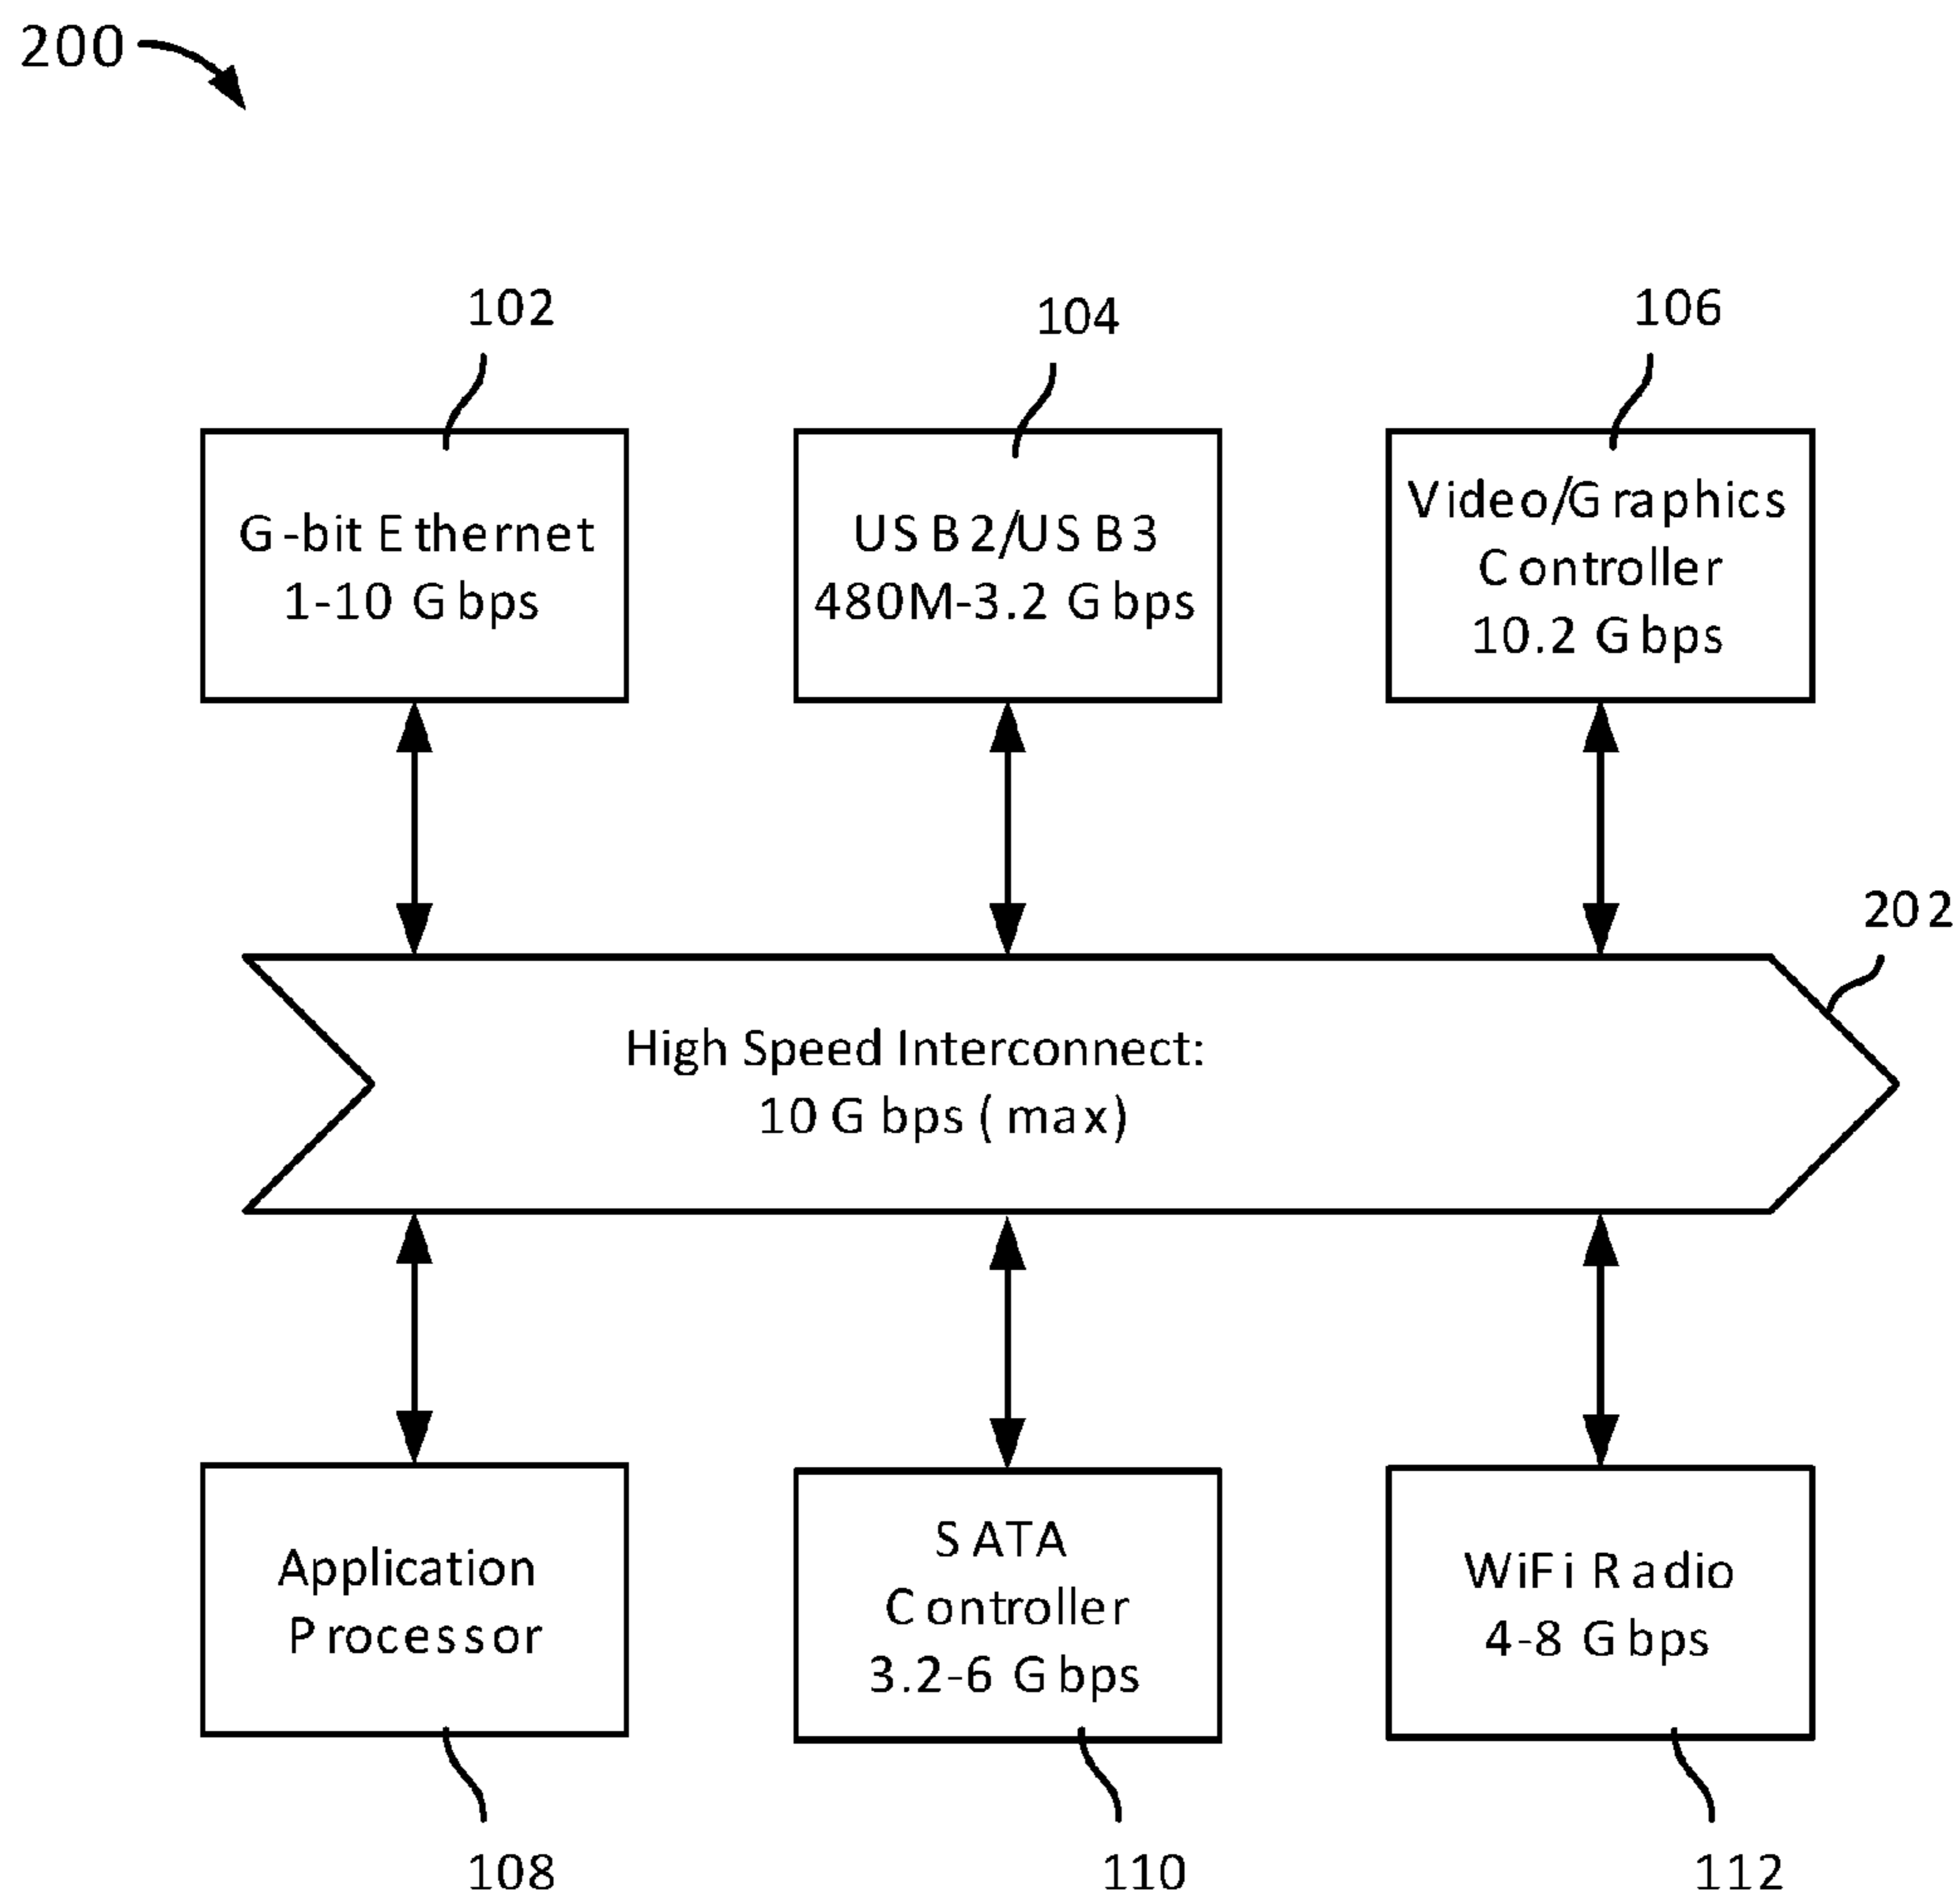 200
102
104
106
G-bit Ethernet
1-10 Gbps
USB2/USB3
480M-3.2 Gbps
Video/Graphics
Controller
10.2 Gbps
202
High Speed Interconnect:
10 Gbps (max)
Application
Processor
SATA
Controller
3.2-6 Gbps
WiFi Radio
4-8 Gbps
108
110
112